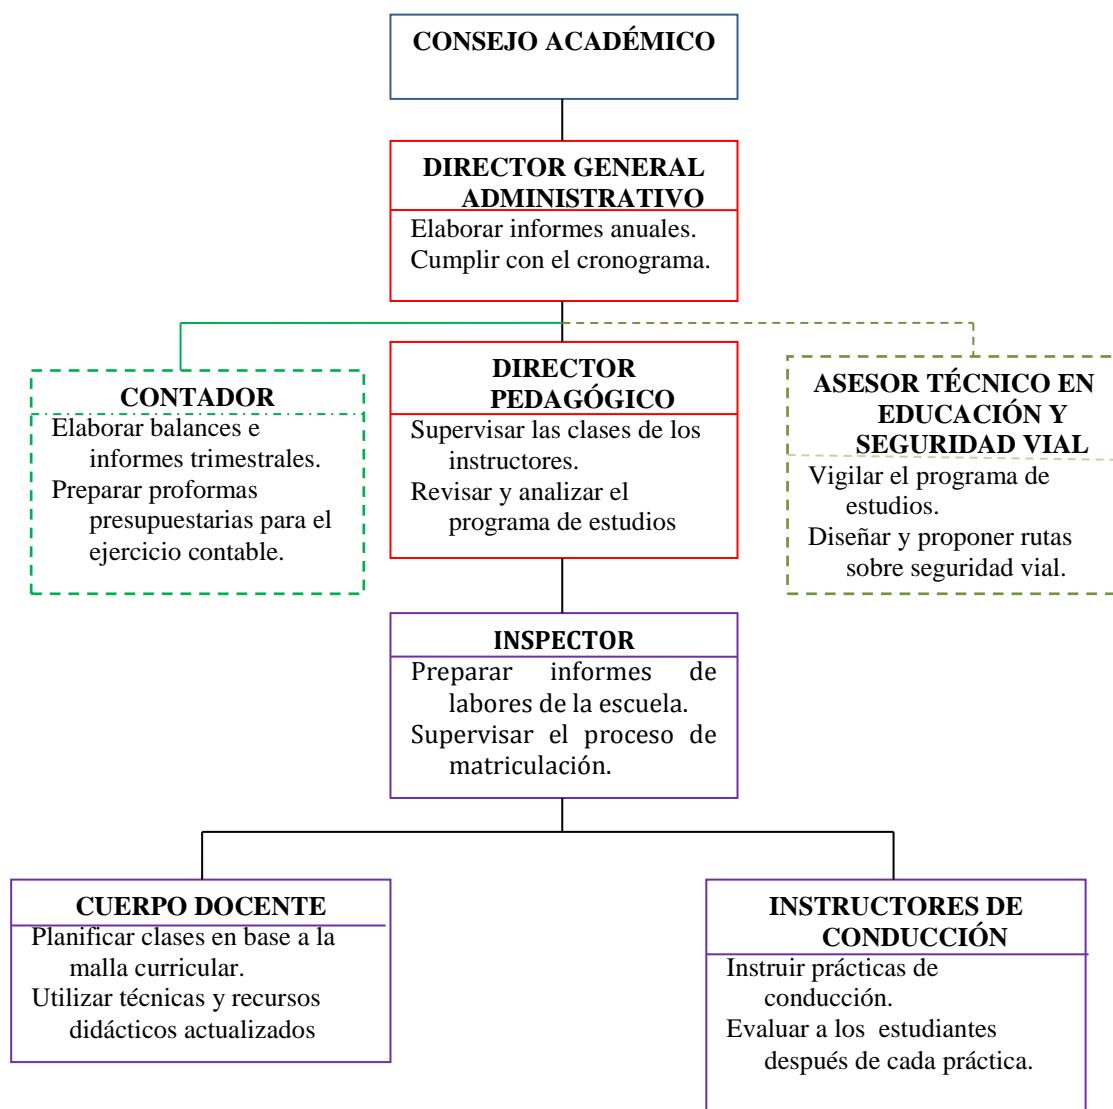 CONSEJO ACADÉMICO
DIRECTOR GENERAL
ADMINISTRATIVO
Elaborar informes anuales.
Cumplir con el cronograma.
CONTADOR
Elaborar balances e
informes trimestrales.
Preparar proformas
presupuestarias para el
ejercicio contable.
DIRECTOR
PEDAGÓGICO
Supervisar las clases de los
instructores.
Revisar y analizar el
programa de estudios
ASESOR TÉCNICO EN
EDUCACIÓN Y
SEGURIDAD VIAL
Vigilar el programa de
estudios.
Diseñar y proponer rutas
sobre seguridad vial.
INSPECTOR
Preparar informes de
labores de la escuela.
Supervisar el proceso de
matriculación.
CUERPO DOCENTE
Planificar clases en base a la
malla curricular.
Utilizar técnicas y recursos
didácticos actualizados
INSTRUCTORES DE
CONDUCCIÓN
Instruir prácticas de
conducción.
Evaluar a los  estudiantes
después de cada práctica.